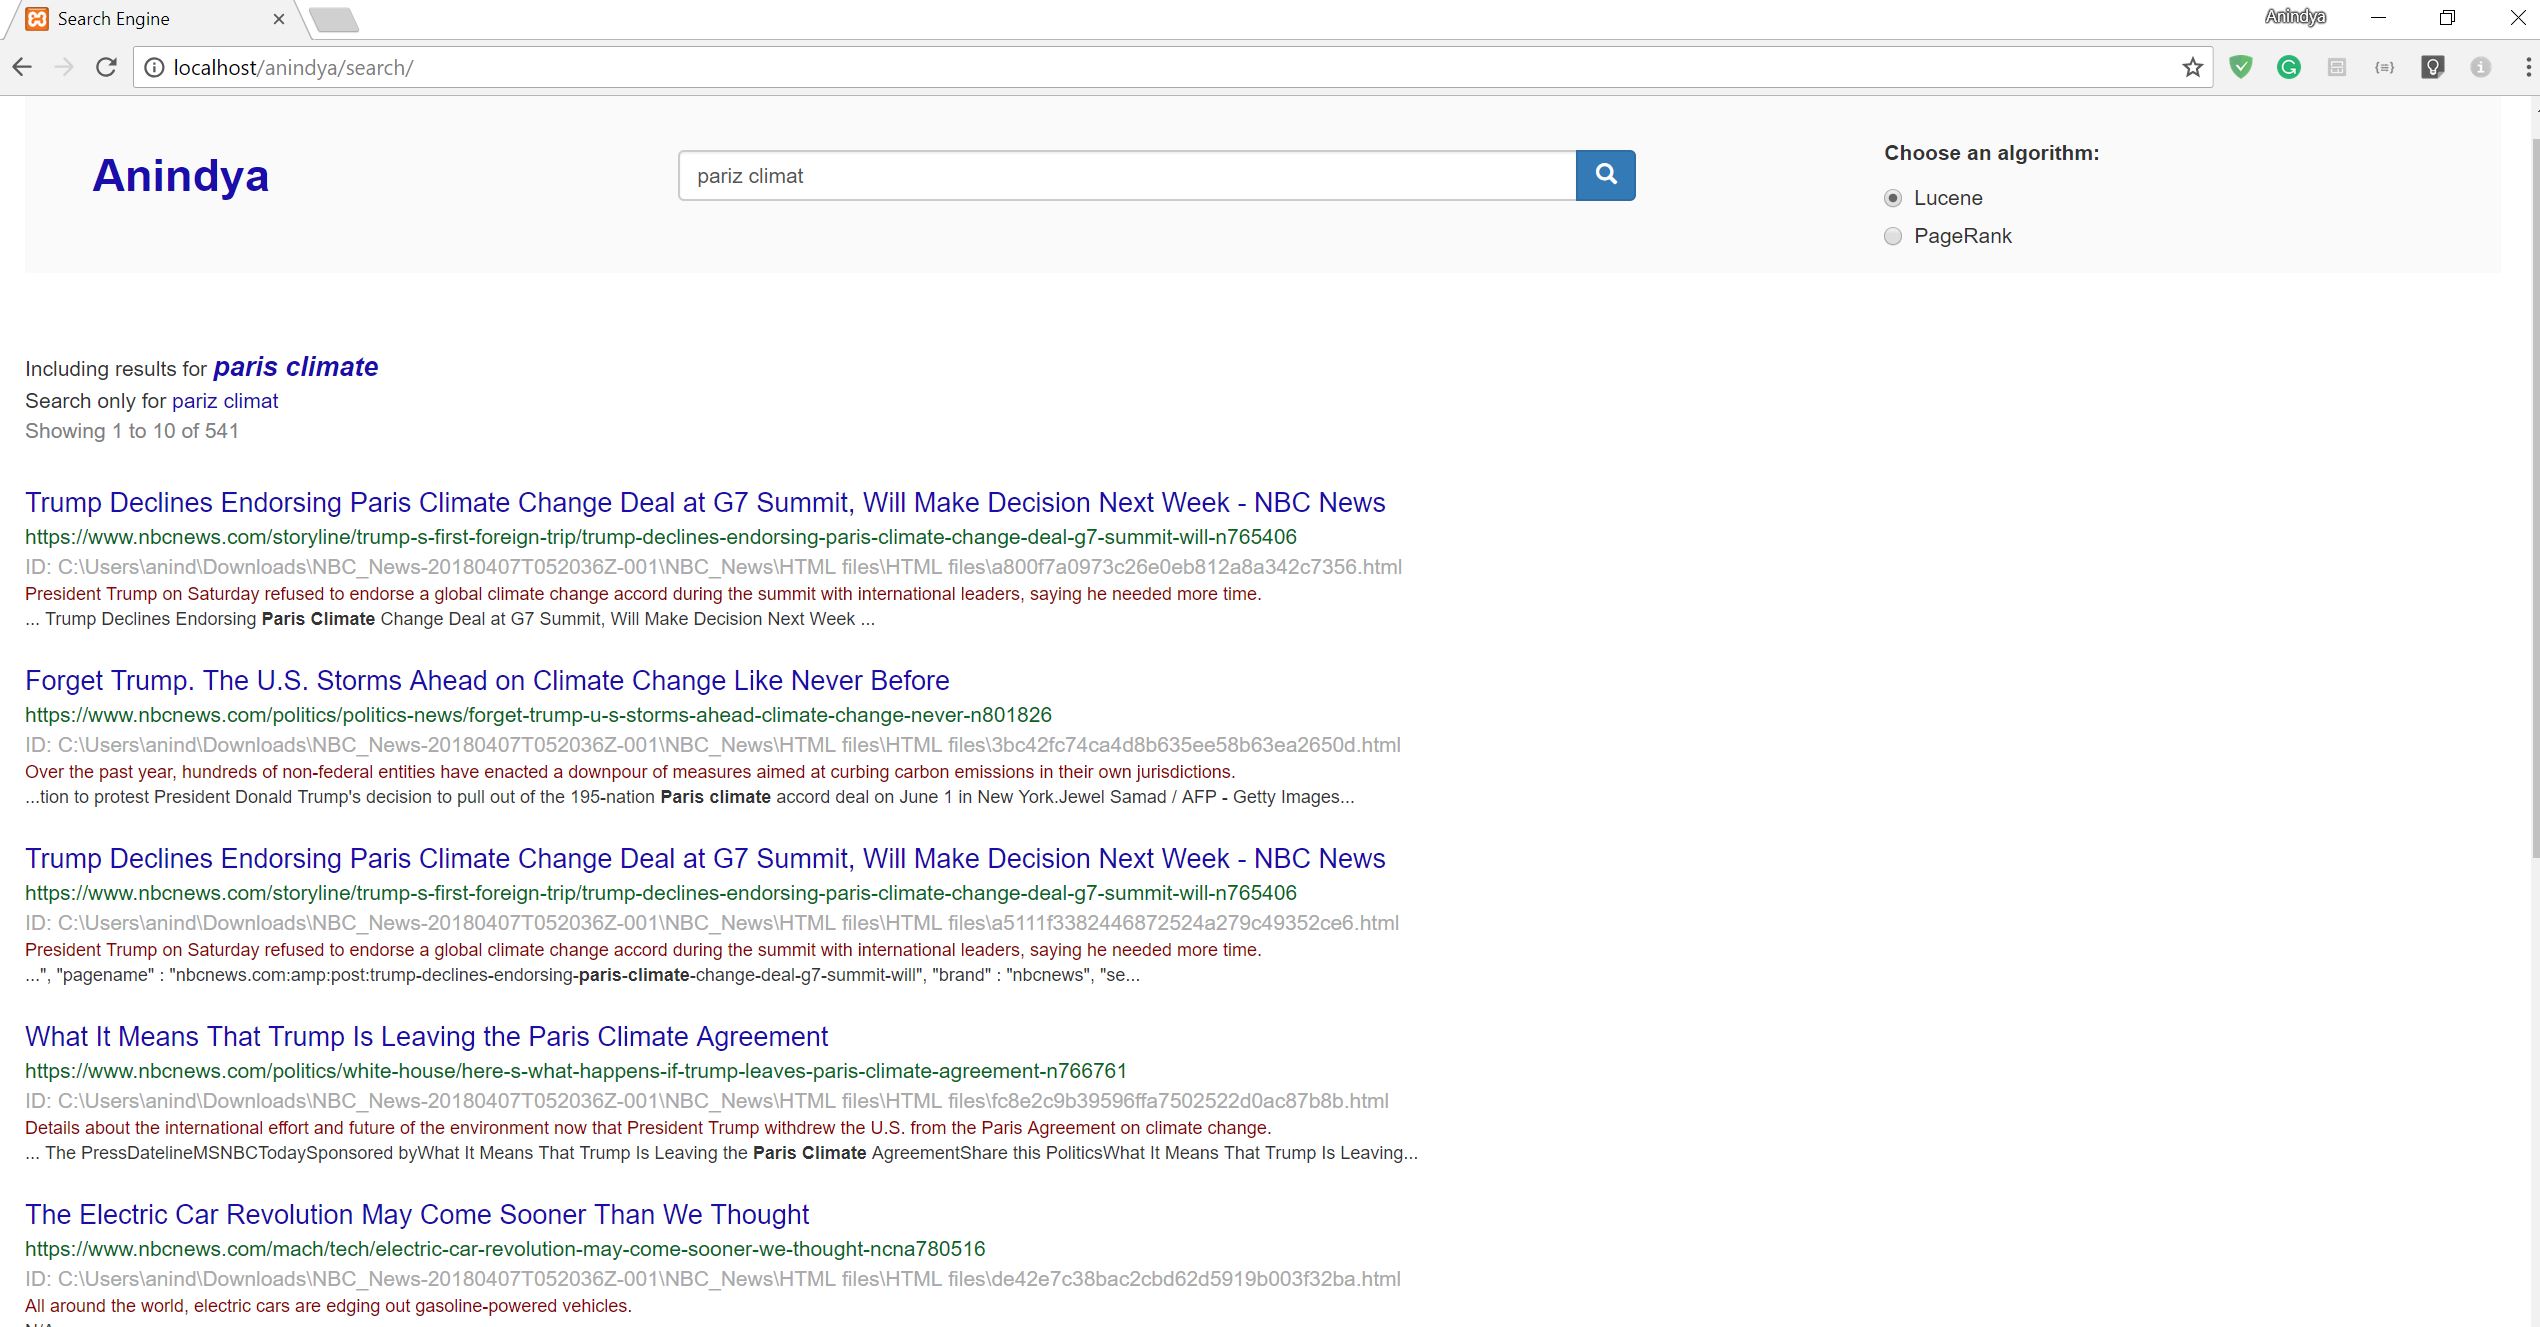 Search Engine
Anindya
localhost/anindya/search/
Anindya
pariz climat
Choose an algorithm:
Lucene
PageRank
Including results for paris climate
Search only for pariz climat
Showing 1 to 10 of 541
Trump Declines Endorsing Paris Climate Change Deal at G7 Summit, Will Make Decision Next Week - NBC News
https://www.nbcnews.com/storyline/trump-s-first-foreign-trip/trump-declines-endorsing-paris-climate-change-deal-g7-summit-will-n765406
ID: C:\Users\anind\Downloads\NBC_News-20180407T052036Z-001\NBC_News\HTML files\HTML files\a800f7a0973c26e0eb812a8a342c7356.html
President Trump on Saturday refused to endorse a global climate change accord during the summit with international leaders, saying he needed more time.
... Trump Declines Endorsing Paris Climate Change Deal at G7 Summit, Will Make Decision Next Week ...
Forget Trump. The U.S. Storms Ahead on Climate Change Like Never Before
https://www.nbcnews.com/politics/politics-news/forget-trump-u-s-storms-ahead-climate-change-never-n801826
ID: C:\Users\anind\Downloads\NBC_News-20180407T052036Z-001\NBC_News\HTML files\HTML files\3bc42fc74ca4d8b635ee58b63ea2650d.html
Over the past year, hundreds of non-federal entities have enacted a downpour of measures aimed at curbing carbon emissions in their own jurisdictions.
...tion to protest President Donald Trump's decision to pull out of the 195-nation Paris climate accord deal on June 1 in New York.Jewel Samad / AFP - Getty Images...
Trump Declines Endorsing Paris Climate Change Deal at G7 Summit, Will Make Decision Next Week - NBC News
https://www.nbcnews.com/storyline/trump-s-first-foreign-trip/trump-declines-endorsing-paris-climate-change-deal-g7-summit-will-n765406
ID: C:\Users\anind\Downloads\NBC_News-20180407T052036Z-001\NBC_News\HTML files\HTML files\a5111f3382446872524a279c49352ce6.html
President Trump on Saturday refused to endorse a global climate change accord during the summit with international leaders, saying he needed more time.
...", "pagename" : "nbcnews.com:amp:post:trump-declines-endorsing-paris-climate-change-deal-g7-summit-will", "brand" : "nbcnews", "se...
What It Means That Trump Is Leaving the Paris Climate Agreement
https://www.nbcnews.com/politics/white-house/here-s-what-happens-if-trump-leaves-paris-climate-agreement-n766761
ID: C:\Users\anind\Downloads\NBC_News-20180407T052036Z-001\NBC_News\HTML files\HTML files\fc8e2c9b39596ffa7502522d0ac87b8b.html
Details about the international effort and future of the environment now that President Trump withdrew the U.S. from the Paris Agreement on climate change.
... The PressDatelineMSNBCTodaySponsored byWhat It Means That Trump Is Leaving the Paris Climate AgreementShare this PoliticsWhat It Means That Trump Is Leaving...
The Electric Car Revolution May Come Sooner Than We Thought
https://www.nbcnews.com/mach/tech/electric-car-revolution-may-come-sooner-we-thought-ncna780516
ID: C:\Users\anind\Downloads\NBC_News-20180407T052036Z-001\NBC_News\HTML files\HTML files\de42e7c38bac2cbd62d5919b003f32ba.html
All around the world, electric cars are edging out gasoline-powered vehicles.